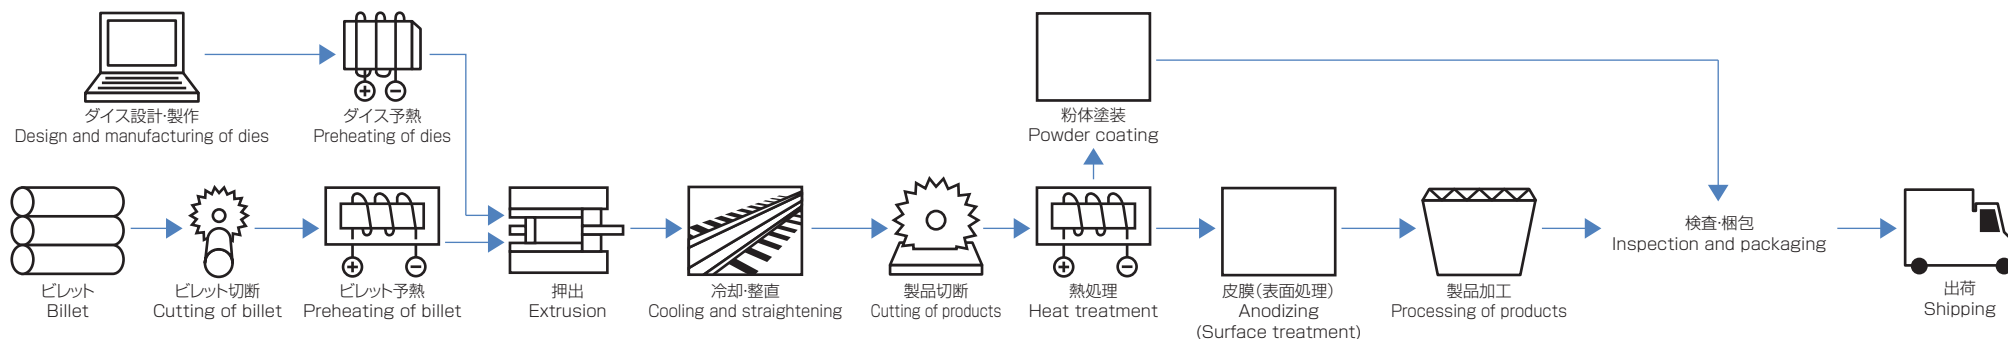 ダイス設計・製作
Design and manufacturing of dies
ダイス予熱
Preheating of dies
粉体塗装
Powder coating
ビレット
Billet
ビレット切断
Cutting of billet
ビレット予熱
Preheating of billet
押出
Extrusion
冷却・整直
Cooling and straightening
製品切断
Cutting of products
熱処理
Heat treatment
皮膜(表面処理)
Anodizing
(Surface treatment)
製品加工
Processing of products
検査・梱包
Inspection and packaging
出荷
Shipping